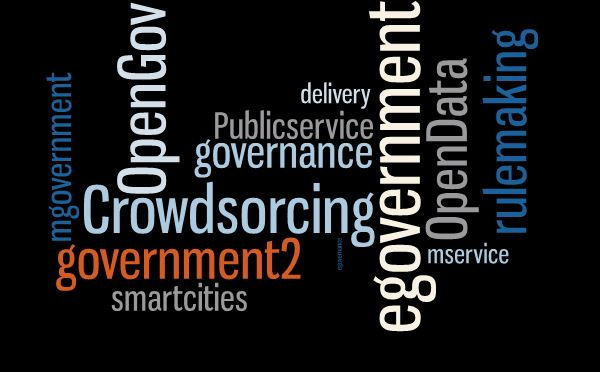 mgovernment
OpenGov
delivery
Publicservice
governance
Crowdsorcing
government2
smartcities
egovernment
OpenData
rulemaking
mservice